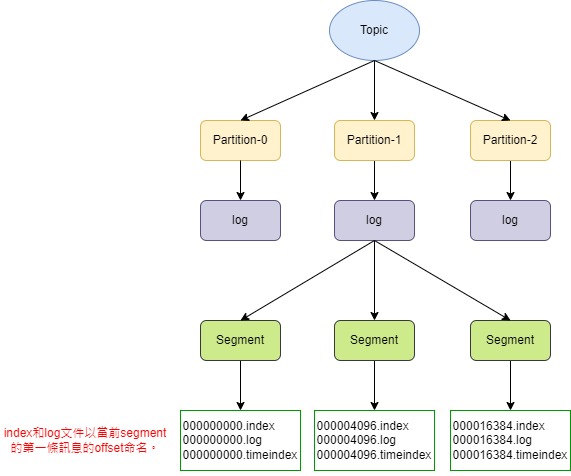 Topic
Partition-0
Partition-1
Partition-2
log
log
log
Segment
Segment
Segment
index和log文件以當前segment
的第一條訊息的offset命名。
000000000.index
000000000.log
000000000.timeindex
000004096.index
000004096.log
000004096.timeindex
000016384.index
000016384.log
000016384.timeindex